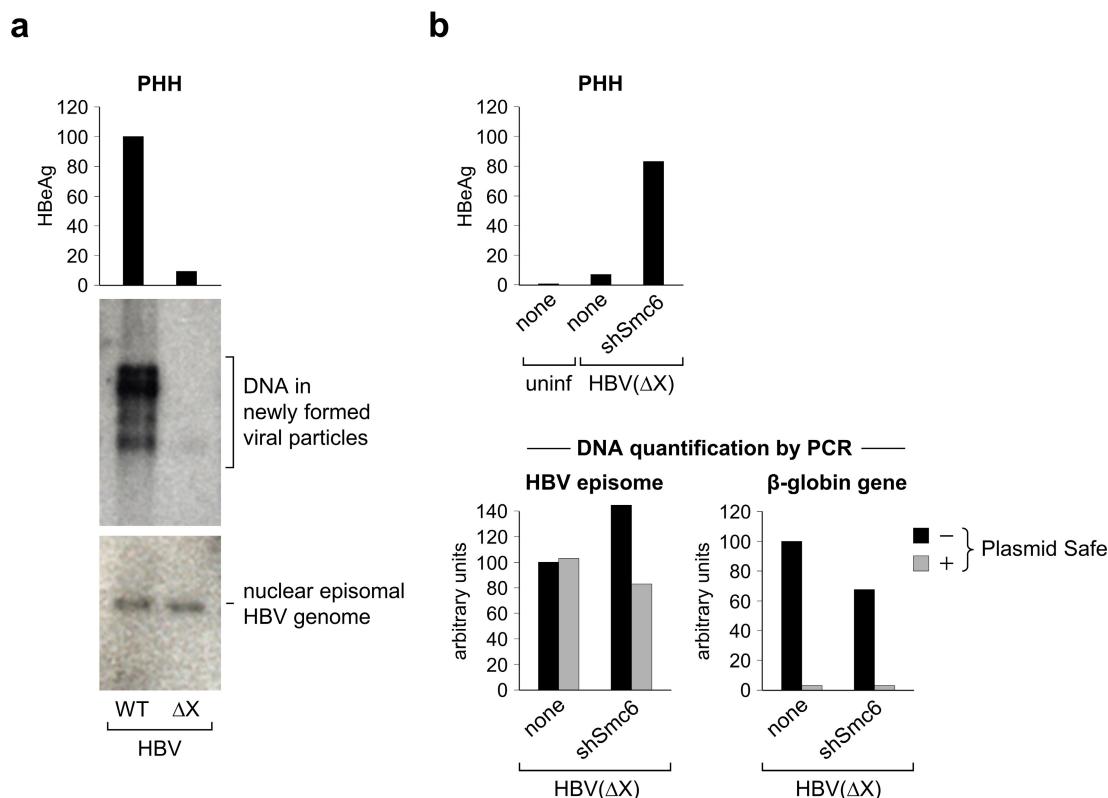 a
PHH
HBeAg
120
100
80
60
40
20
0
DNA in
newly formed
viral particles
nuclear episomal
HBV genome
WT ΔX
HBV
b
PHH
HBeAg
120
100
80
60
40
20
0
none none shSmc6
uninf HBV(ΔX)
DNA quantification by PCR
HBV episome
arbitrary units
140
120
100
80
60
40
20
0
none shSmc6
HBV(ΔX)
β-globin gene
arbitrary units
120
100
80
60
40
20
0
none shSmc6
HBV(ΔX)
−
+
Plasmid Safe